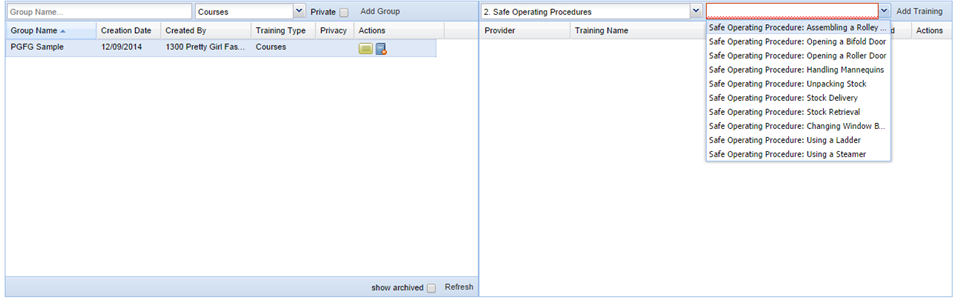 Group Name... Courses Private Add Group
Group Name Creation Date Created By Training Type Privacy Actions
PGFG Sample 12/09/2014 1300 Pretty Girl Fas... Courses
show archived Refresh
2. Safe Operating Procedures Add Training
Provider Training Name d Actions
Safe Operating Procedure: Assembling a Rolley ...
Safe Operating Procedure: Opening a Bifold Door
Safe Operating Procedure: Opening a Roller Door
Safe Operating Procedure: Handling Mannequins
Safe Operating Procedure: Unpacking Stock
Safe Operating Procedure: Stock Delivery
Safe Operating Procedure: Stock Retrieval
Safe Operating Procedure: Changing Window B...
Safe Operating Procedure: Using a Ladder
Safe Operating Procedure: Using a Steamer